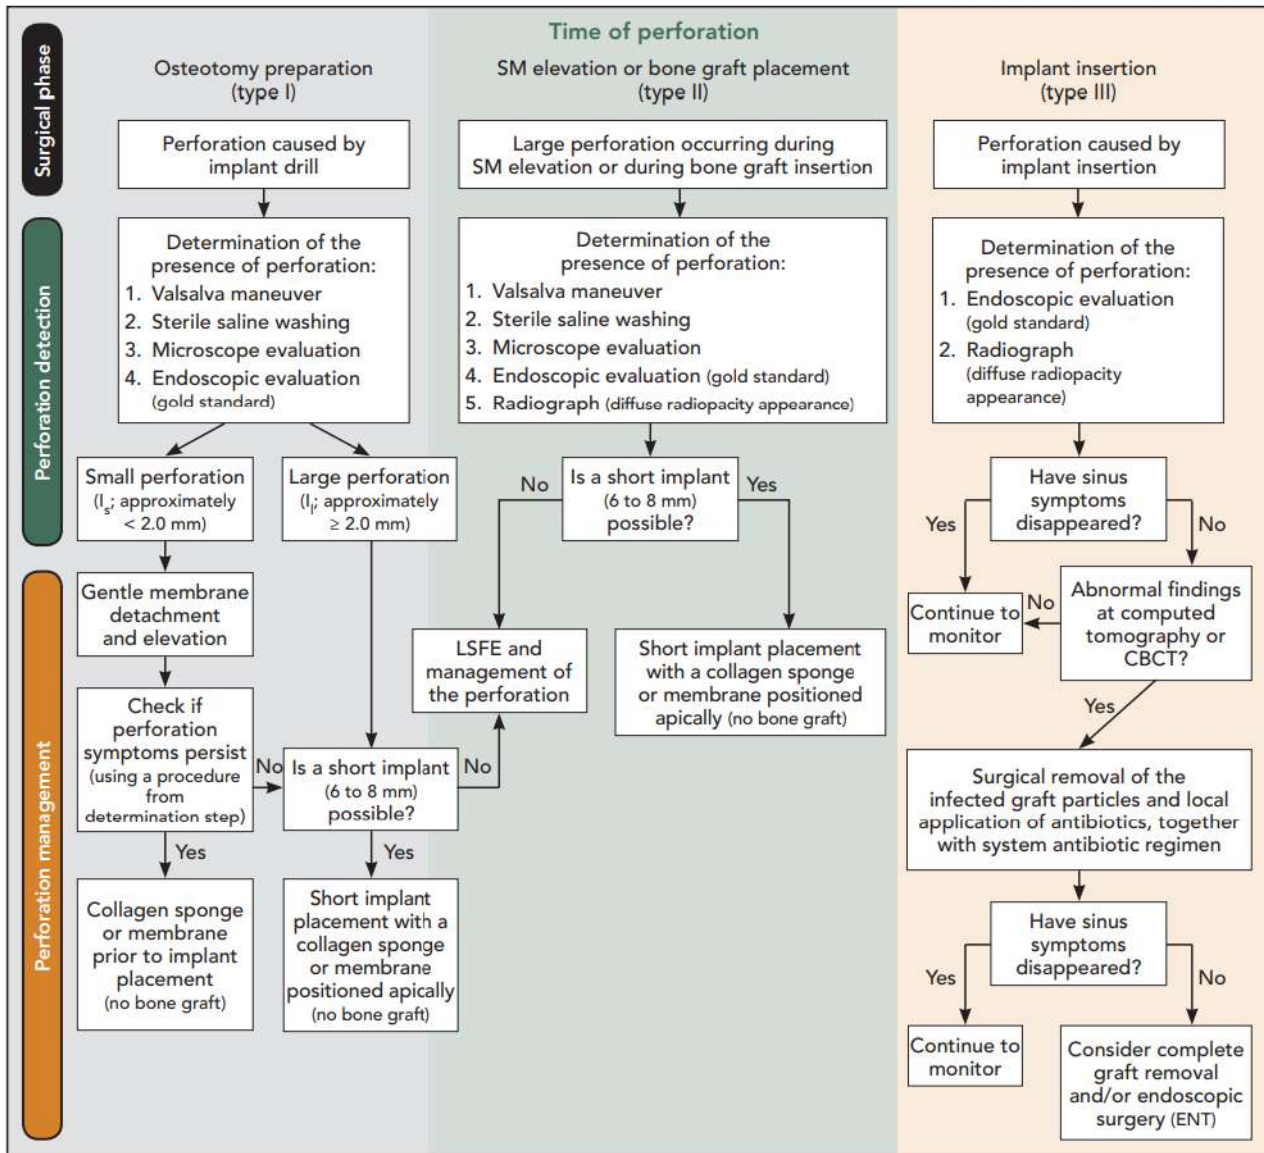 Time of perforation
Surgical phase
Osteotomy preparation
(type I)
SM elevation or bone graft placement
(type II)
Implant insertion
(type III)
Perforation caused by
implant drill
Large perforation occurring during
SM elevation or during bone graft insertion
Perforation caused by
implant insertion
Perforation detection
Determination of the
presence of perforation:
1. Valsalva maneuver
2. Sterile saline washing
3. Microscope evaluation
4. Endoscopic evaluation
(gold standard)
Determination of the
presence of perforation:
1. Valsalva maneuver
2. Sterile saline washing
3. Microscope evaluation
4. Endoscopic evaluation (gold standard)
5. Radiograph (diffuse radiopacity appearance)
Determination of the
presence of perforation:
1. Endoscopic evaluation
(gold standard)
2. Radiograph
(diffuse radiopacity
appearance)
Small perforation
(Is; approximately
< 2.0 mm)
Large perforation
(Il; approximately
≥ 2.0 mm)
No
Is a short implant
(6 to 8 mm)
possible?
Yes
Have sinus
symptoms
disappeared?
Yes
No
Perforation management
Gentle membrane
detachment
and elevation
LSFE and
management of
the perforation
Short implant placement
with a collagen sponge
or membrane positioned
apically (no bone graft)
Continue to
monitor
No
Abnormal findings
at computed
tomography or
CBCT?
Yes
Check if
perforation
symptoms persist
(using a procedure
from
determination step)
No
Is a short implant
(6 to 8 mm)
possible?
No
Surgical removal of the
infected graft particles and local
application of antibiotics, together
with system antibiotic regimen
Yes
Yes
Collagen sponge
or membrane
prior to implant
placement
(no bone graft)
Short implant
placement with a
collagen sponge
or membrane
positioned apically
(no bone graft)
Have sinus
symptoms
disappeared?
Yes
No
Continue to
monitor
Consider complete
graft removal
and/or endoscopic
surgery (ENT)